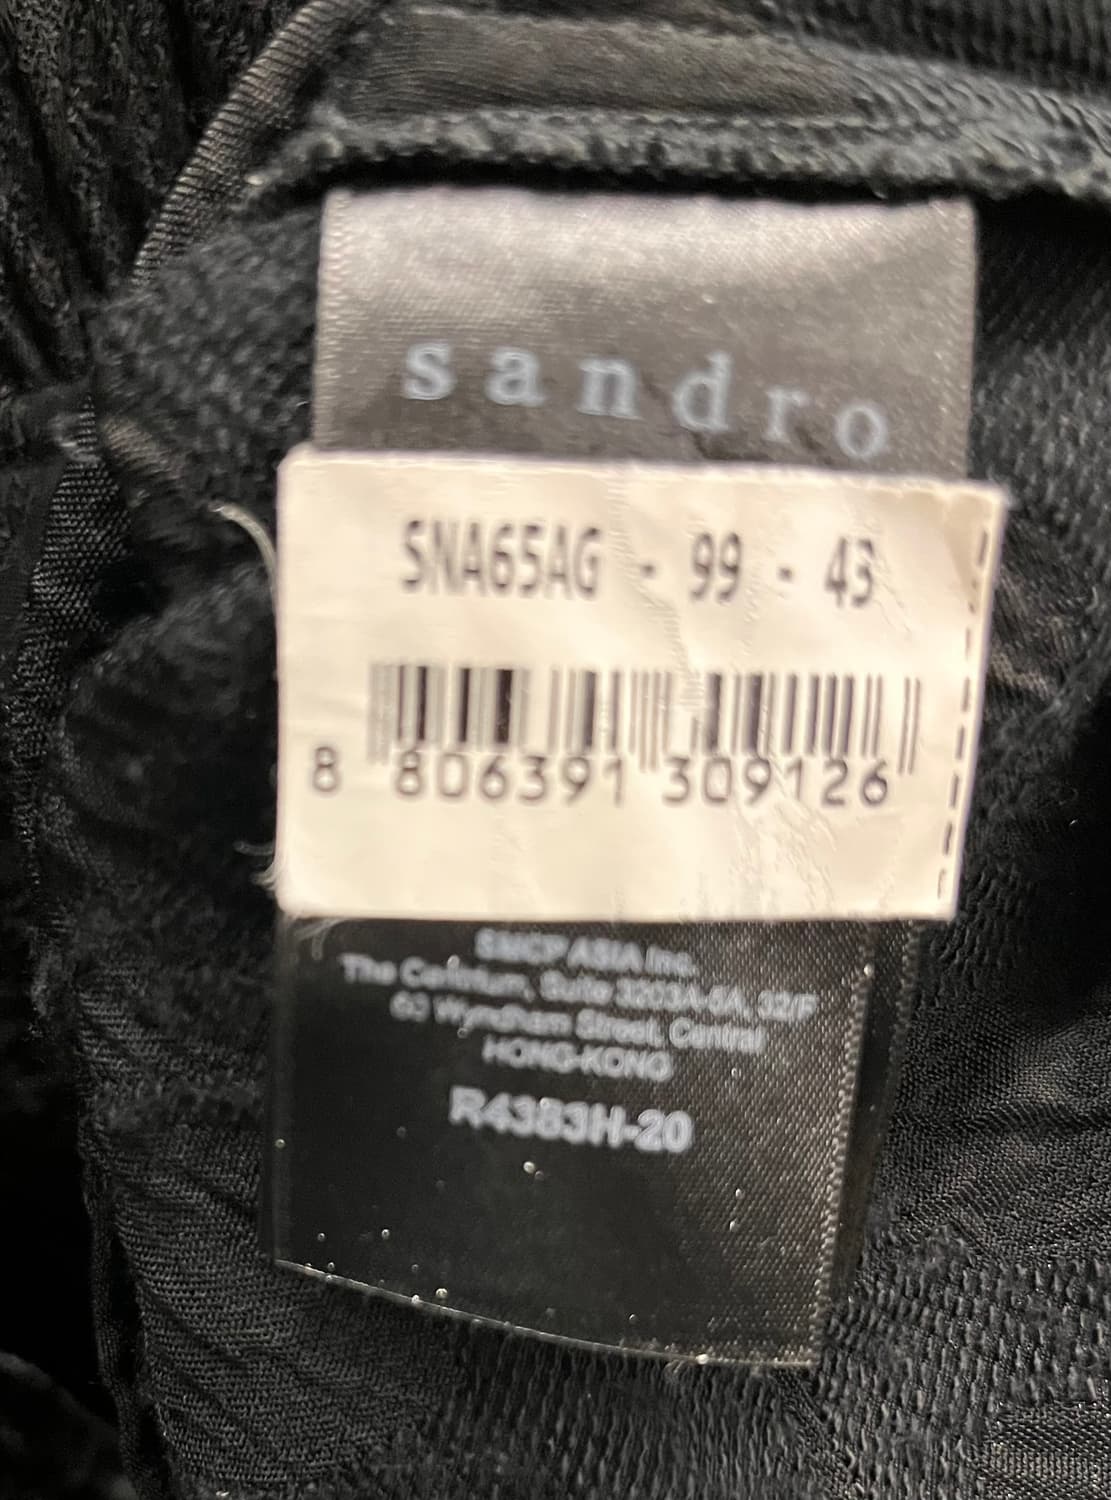 sandro
SNA65AG - 99 - 43
8 806391 309126
SMCP ASIA Inc.
The Centrium, Suite 3203A-6A, 32/F
60 Wyndham Street, Central
HONG-KONG
R4383H-20